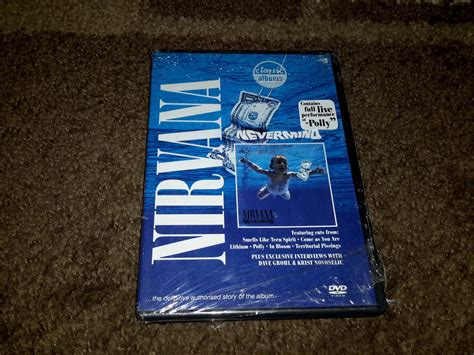 classic
albums
NIRVANA
NEVERMIND
Contains
full live
performance
of
"Polly"
NIRVANA
NEVERMIND
Featuring cuts from:
Smells Like Teen Spirit · Come as You Are
Lithium · Polly · In Bloom · Territorial Pissings
PLUS EXCLUSIVE INTERVIEWS WITH
DAVE GROHL & KRIST NOVOSELIC
...the definitive authorised story of the album...
DVD
VIDEO